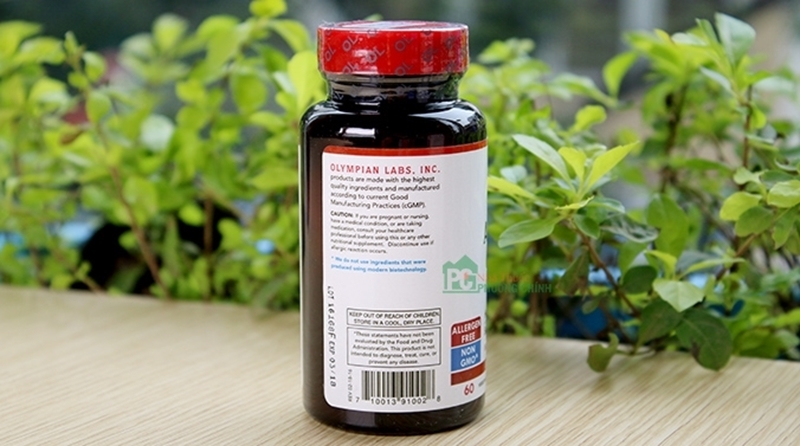 OLYMPIAN LABS, INC.
products are made with the highest
quality ingredients and manufactured
according to current Good
Manufacturing Practices (cGMP).
CAUTION: If you are pregnant or nursing,
have a medical condition, or are taking
medication, consult your healthcare
professional before using this or any other
nutritional supplement. Discontinue use if
allergic reaction occurs.
* We do not use ingredients that were
produced using modern biotechnology.
PG
KEEP OUT OF REACH OF CHILDREN.
STORE IN A COOL, DRY PLACE.
*These statements have not been
evaluated by the Food and Drug
Administration. This product is not
intended to diagnose, treat, cure, or
prevent any disease.
7 10013 91002 8
ALLERGEN
FREE
NON
GMO*
60
EXP 05/18